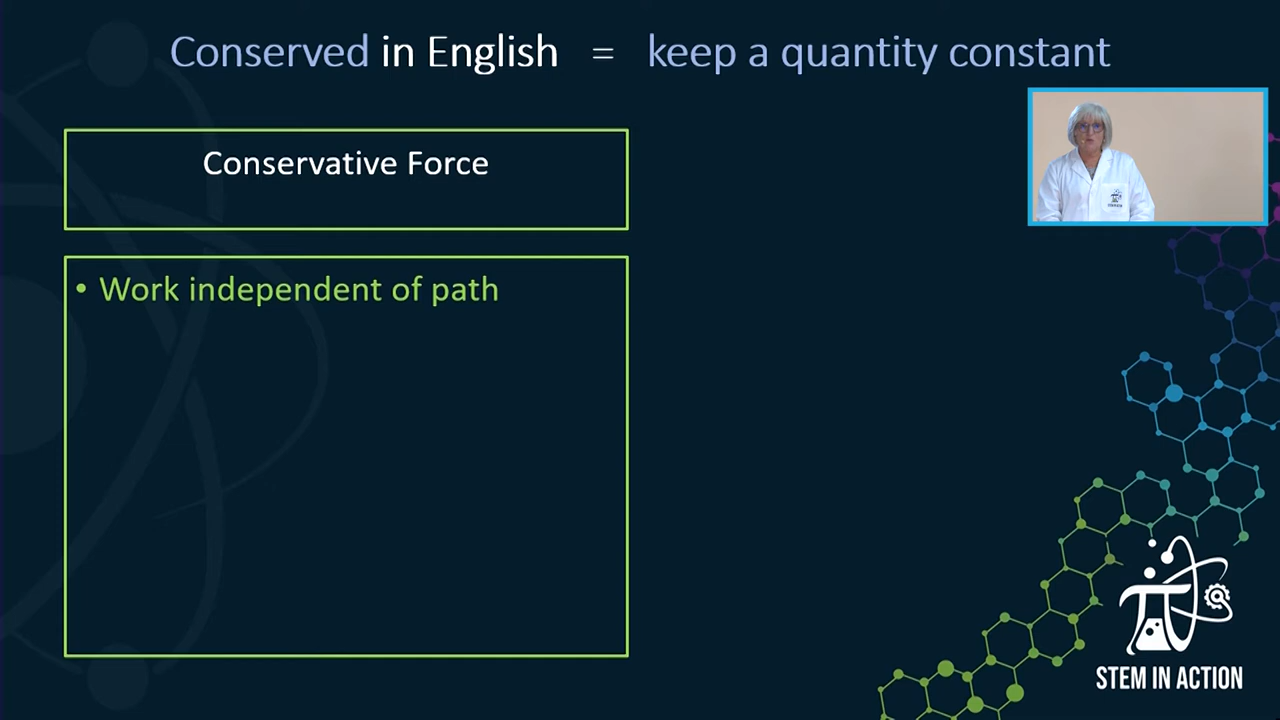 Conserved in English = keep a quantity constant
Conservative Force
• Work independent of path
STEM IN ACTION